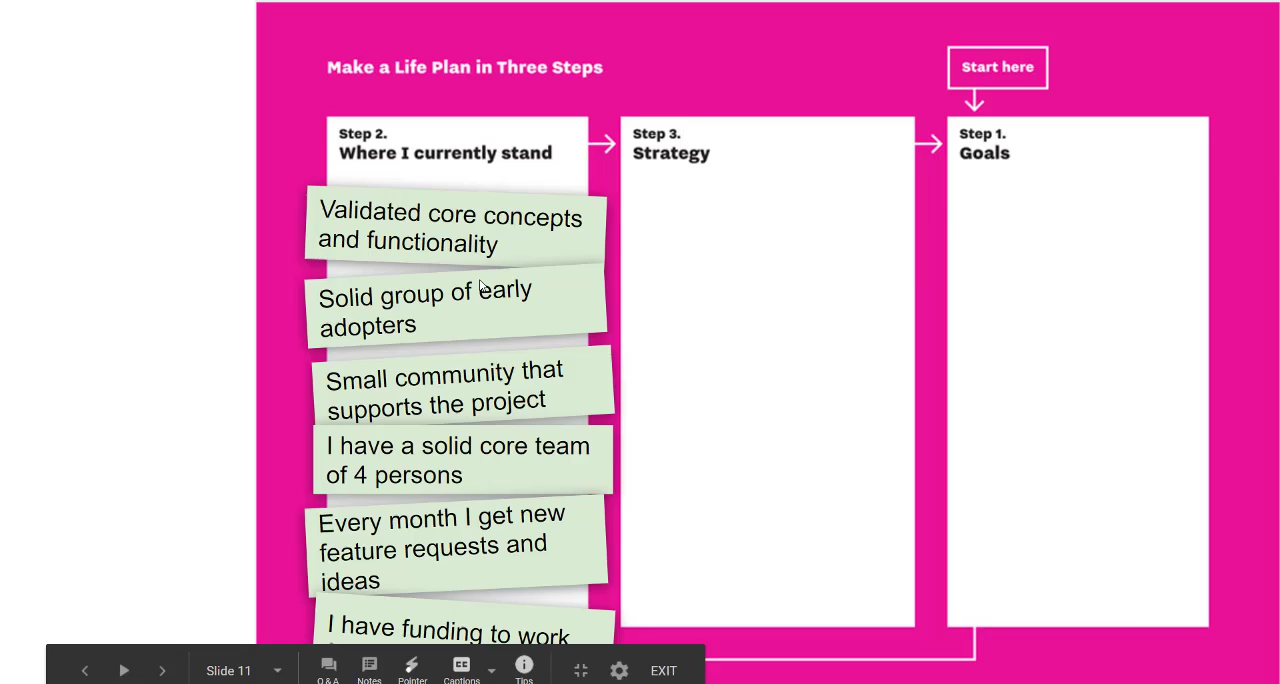 Make a Life Plan in Three Steps
Start here
Step 2.
Where I currently stand
Step 3.
Strategy
Step 1.
Goals
Validated core concepts
and functionality
Solid group of early
adopters
Small community that
supports the project
I have a solid core team
of 4 persons
Every month I get new
feature requests and
ideas
I have funding to work
Slide 11
Q&A
Notes
Pointer
CC
Captions
Tips
EXIT